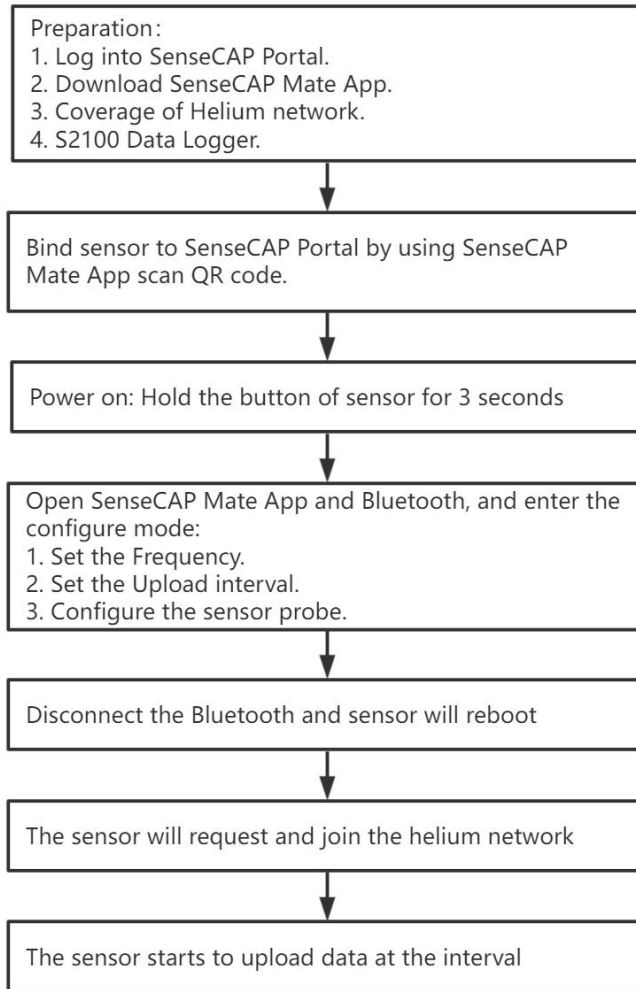 Preparation：
1. Log into SenseCAP Portal.
2. Download SenseCAP Mate App.
3. Coverage of Helium network.
4. S2100 Data Logger.
Bind sensor to SenseCAP Portal by using SenseCAP
Mate App scan QR code.
Power on: Hold the button of sensor for 3 seconds
Open SenseCAP Mate App and Bluetooth, and enter the
configure mode:
1. Set the Frequency.
2. Set the Upload interval.
3. Configure the sensor probe.
Disconnect the Bluetooth and sensor will reboot
The sensor will request and join the helium network
The sensor starts to upload data at the interval